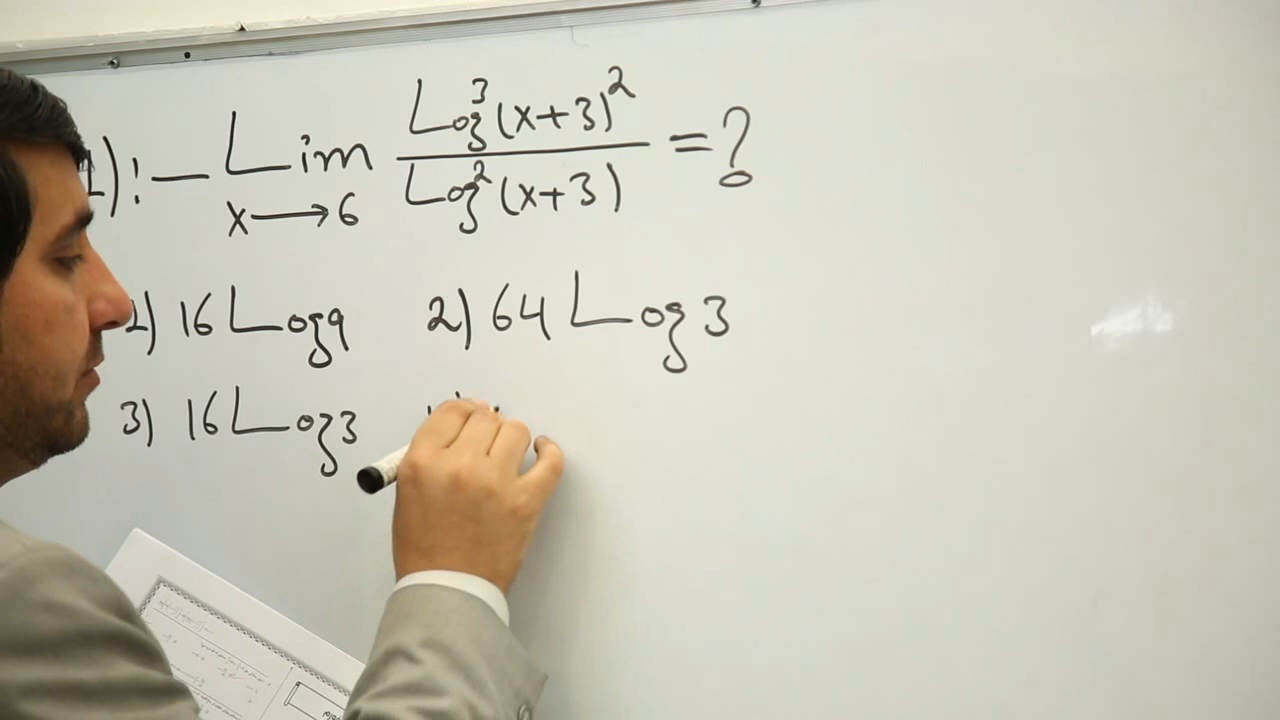 1):- Lim x→6 Log³(x+3)² / Log²(x+3) = ?
1) 16 Log9 2) 64 Log3
3) 16 Log3